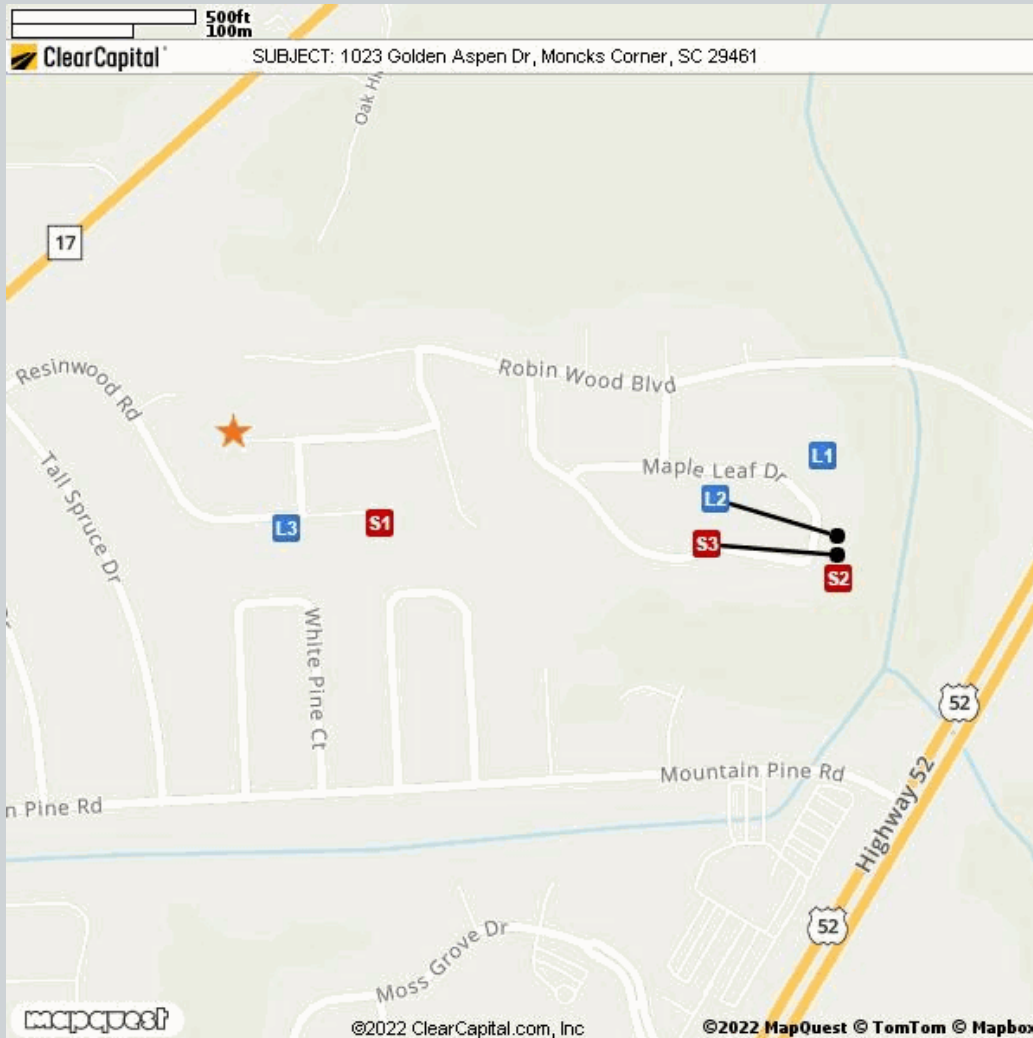 500ft
100m
ClearCapital
SUBJECT: 1023 Golden Aspen Dr, Moncks Corner, SC 29461
17
Resinwood Rd
Robin Wood Blvd
Tall Spruce Dr
Maple Leaf Dr
L1
L2
L3
S1
S3
S2
White Pine Ct
52
Mountain Pine Rd
n Pine Rd
Highway 52
52
Moss Grove Dr
mapquest
©2022 ClearCapital.com, Inc
©2022 MapQuest © TomTom © Mapbox